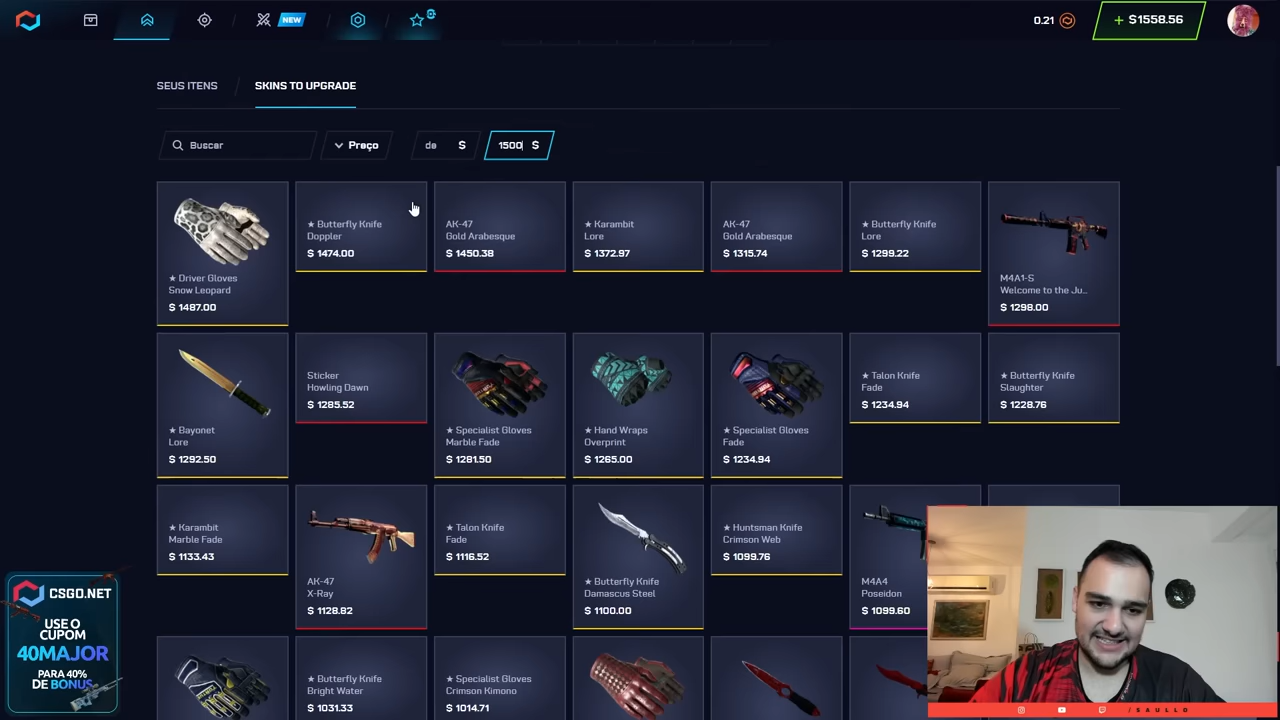 NEW
0.21
+ $1558.56
SEUS ITENS
SKINS TO UPGRADE
Buscar
Preço
de $
1500 $
★ Driver Gloves
Snow Leopard
$ 1487.00
★ Butterfly Knife
Doppler
$ 1474.00
AK-47
Gold Arabesque
$ 1450.38
★ Karambit
Lore
$ 1372.97
AK-47
Gold Arabesque
$ 1315.74
★ Butterfly Knife
Lore
$ 1299.22
M4A1-S
Welcome to the Ju...
$ 1298.00
★ Bayonet
Lore
$ 1292.50
Sticker
Howling Dawn
$ 1285.52
★ Specialist Gloves
Marble Fade
$ 1281.50
★ Hand Wraps
Overprint
$ 1265.00
★ Specialist Gloves
Fade
$ 1234.94
★ Talon Knife
Fade
$ 1234.94
★ Butterfly Knife
Slaughter
$ 1228.76
★ Karambit
Marble Fade
$ 1133.43
AK-47
X-Ray
$ 1128.82
★ Talon Knife
Fade
$ 1116.52
★ Butterfly Knife
Damascus Steel
$ 1100.00
★ Huntsman Knife
Crimson Web
$ 1099.76
M4A4
Poseidon
$ 1099.60
★ Butterfly Knife
Bright Water
$ 1031.33
★ Specialist Gloves
Crimson Kimono
$ 1014.71
CSGO.NET
USE O
CUPOM
40MAJOR
PARA 40%
DE BONUS
/SAULLO